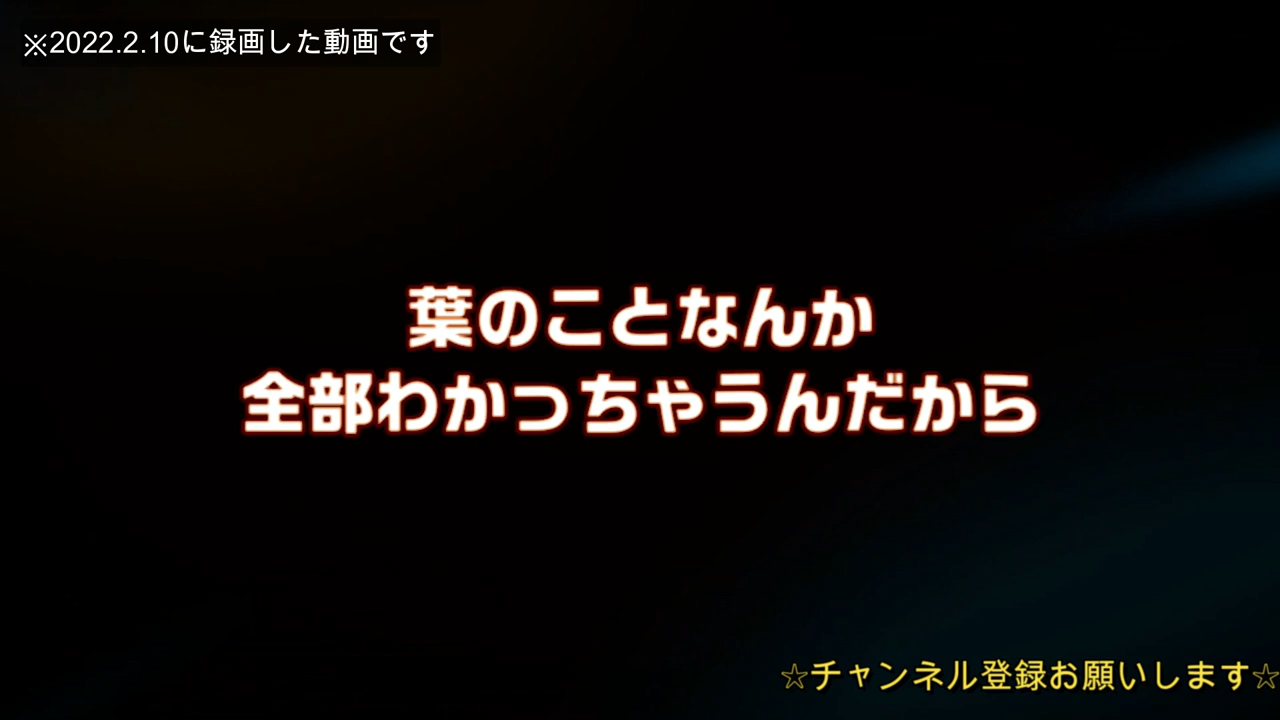 ※2022.2.10に録画した動画です
葉のことなんか
全部わかっちゃうんだから
☆チャンネル登録お願いします☆